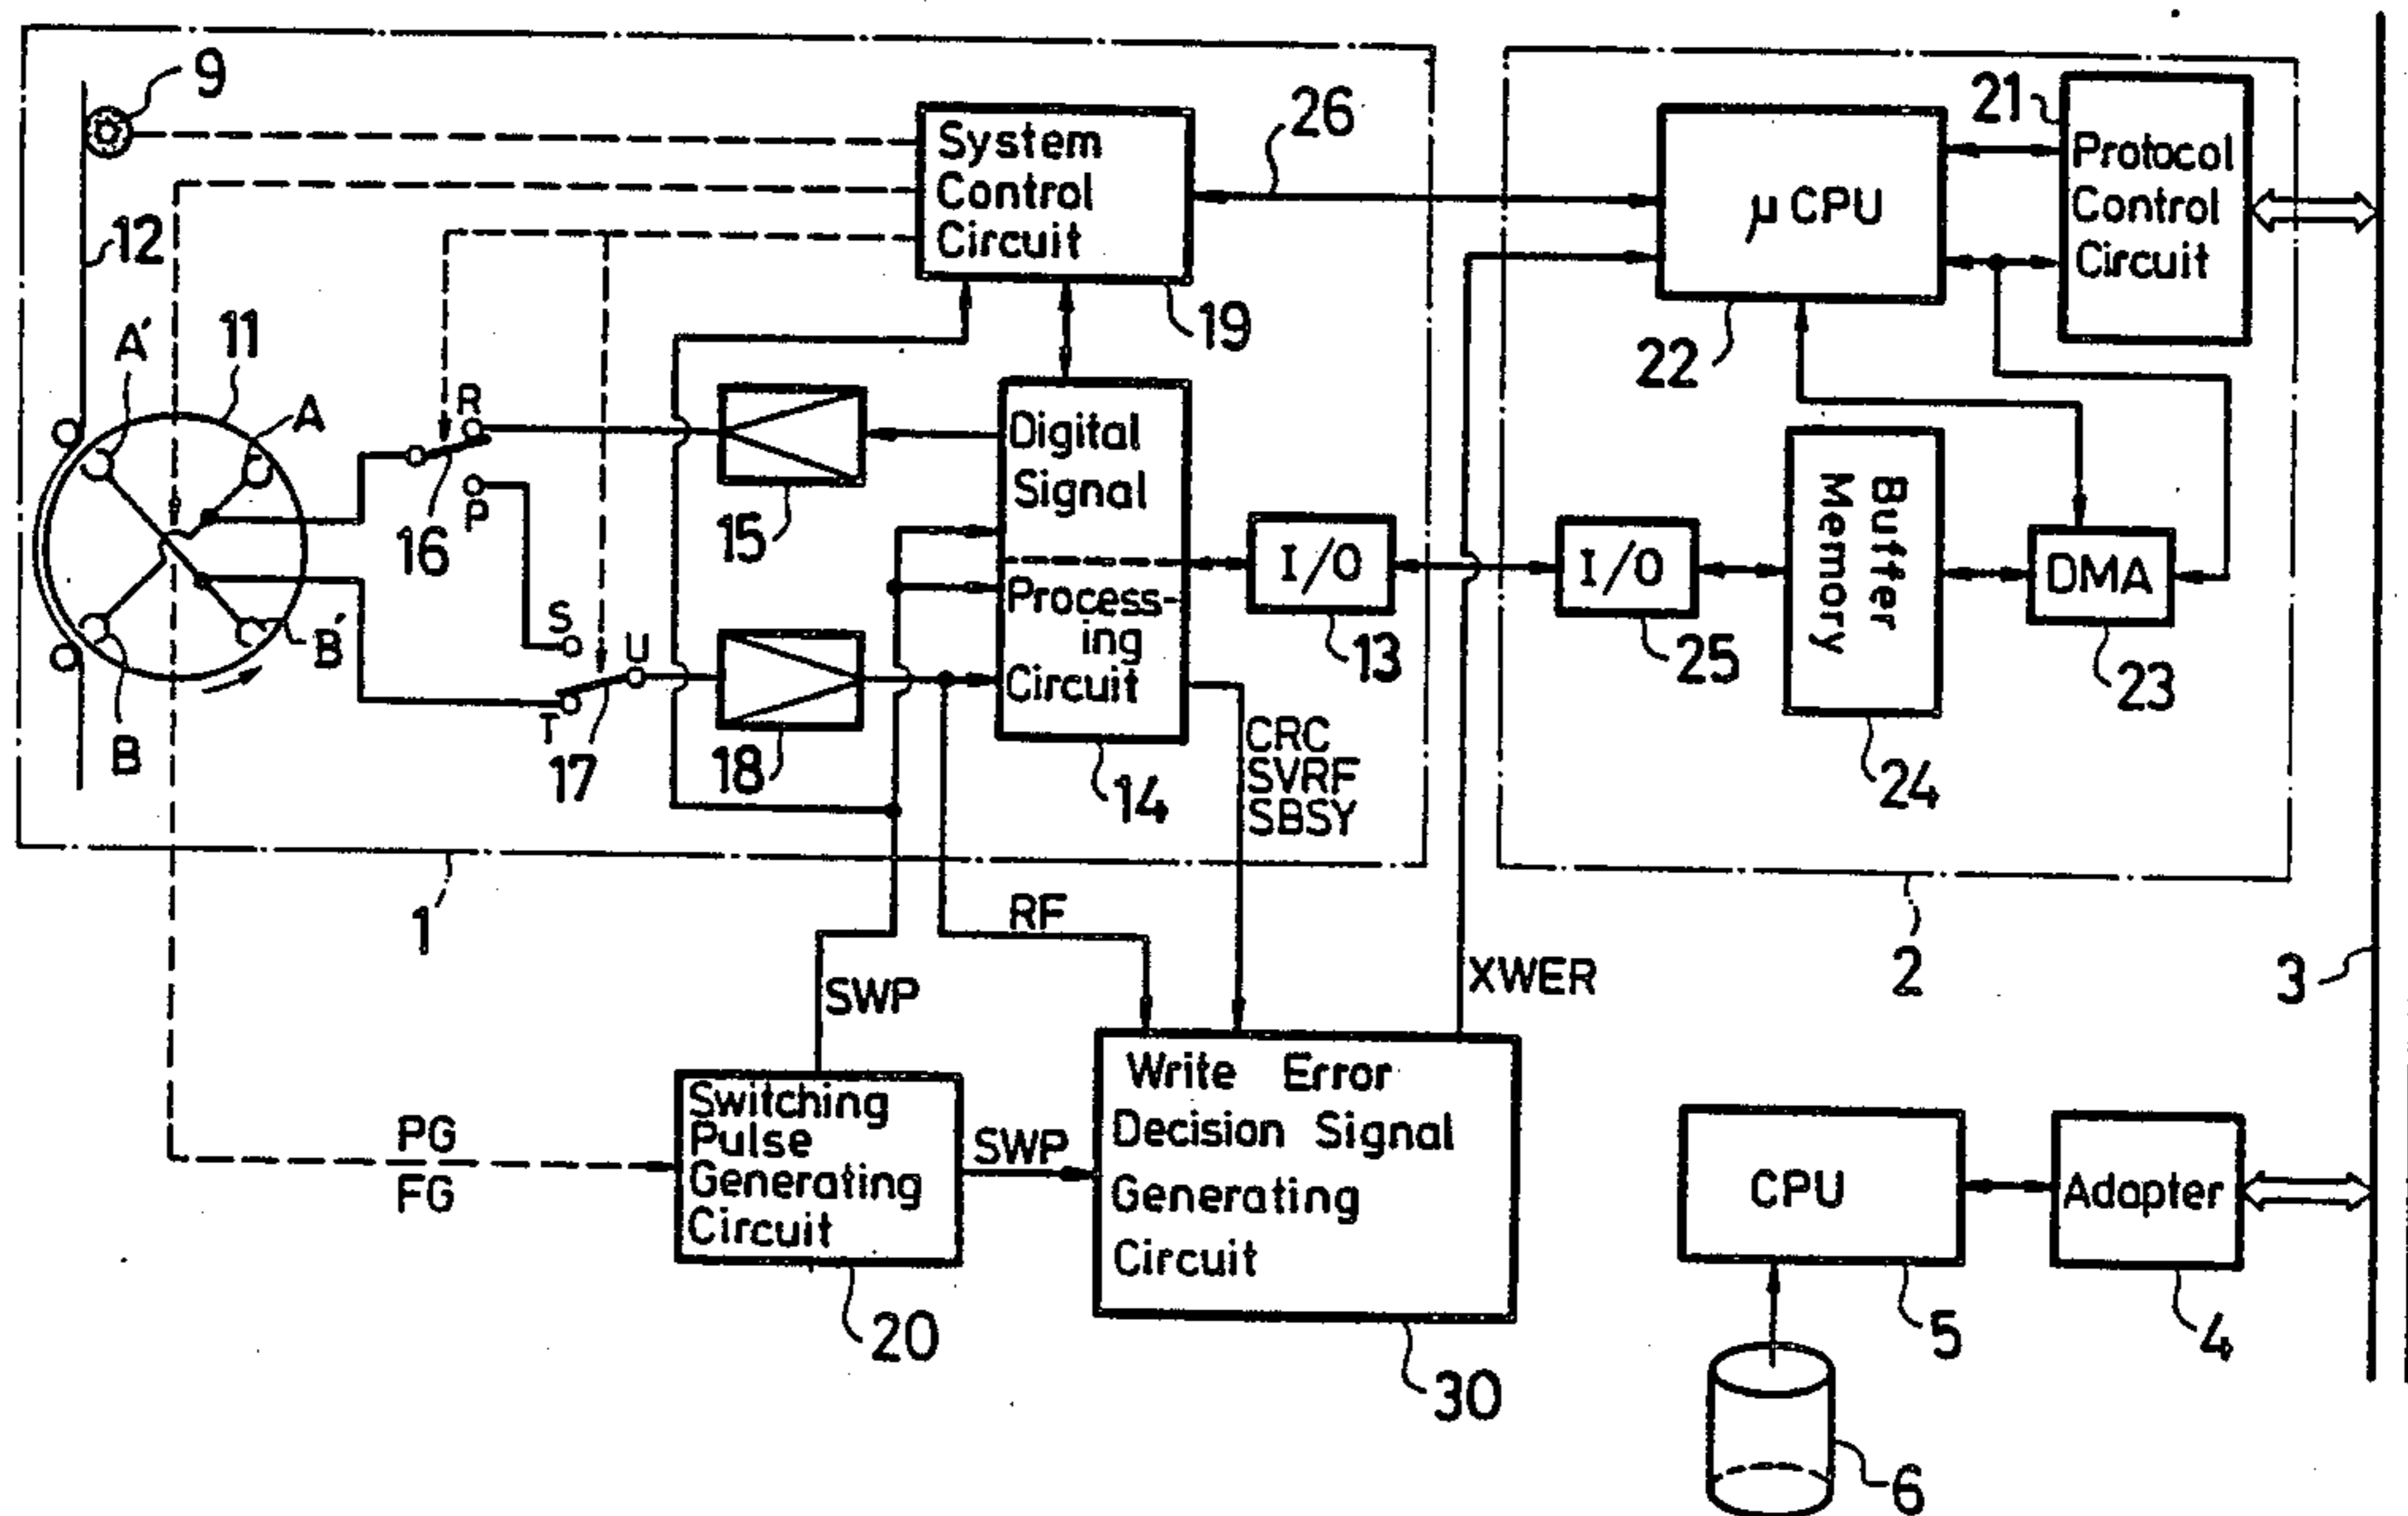 9
System
Control
Circuit
26
21
Protocol
Control
Circuit
μ CPU
12
19
22
A'
11
A
R
P
16
15
Digital
Signal
Process-
ing
Circuit
I/O
13
I/O
25
Buffer
Memory
DMA
23
24
S
U
T
17
18
14
B'
B
CRC
SVRF
SBSY
1
2
3
RF
SWP
XWER
PG
FG
Switching
Pulse
Generating
Circuit
SWP
Write Error
Decision Signal
Generating
Circuit
CPU
Adapter
20
30
5
4
6